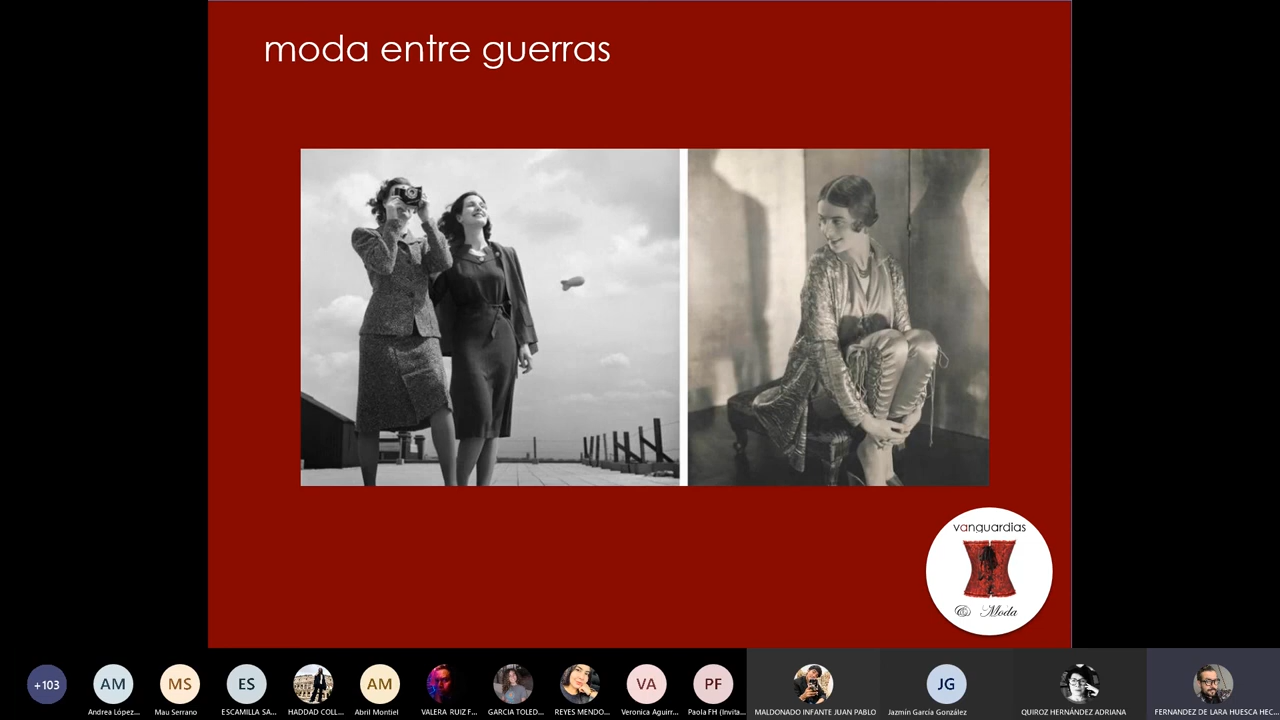 moda entre guerras
vanguardias
& Moda
+103
AM
MS
ES
AM
VA
PF
JG
Andrea López...
Mau Serrano
ESCAMILLA SA...
HADDAD COLL...
Abril Montiel
VALERA RUIZ F...
GARCIA TOLED...
REYES MENDO...
Veronica Aguirr...
Paola FH (Invita...
MALDONADO INFANTE JUAN PABLO
Jazmín García González
QUIROZ HERNÁNDEZ ADRIANA
FERNANDEZ DE LARA HUESCA HEC...